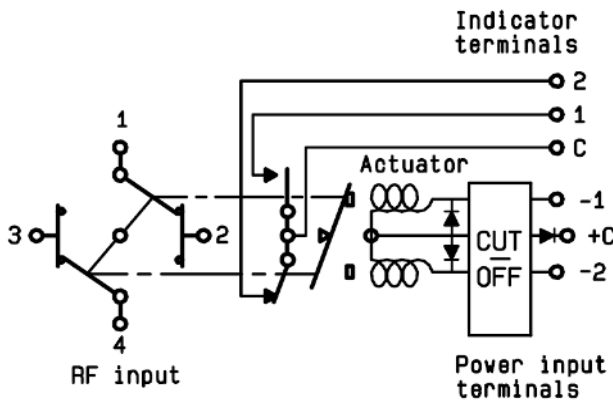 Indicator
terminals
2
1
1
C
Actuator
-1
3
2
CUT
OFF
+C
-2
4
RF input
Power input
terminals